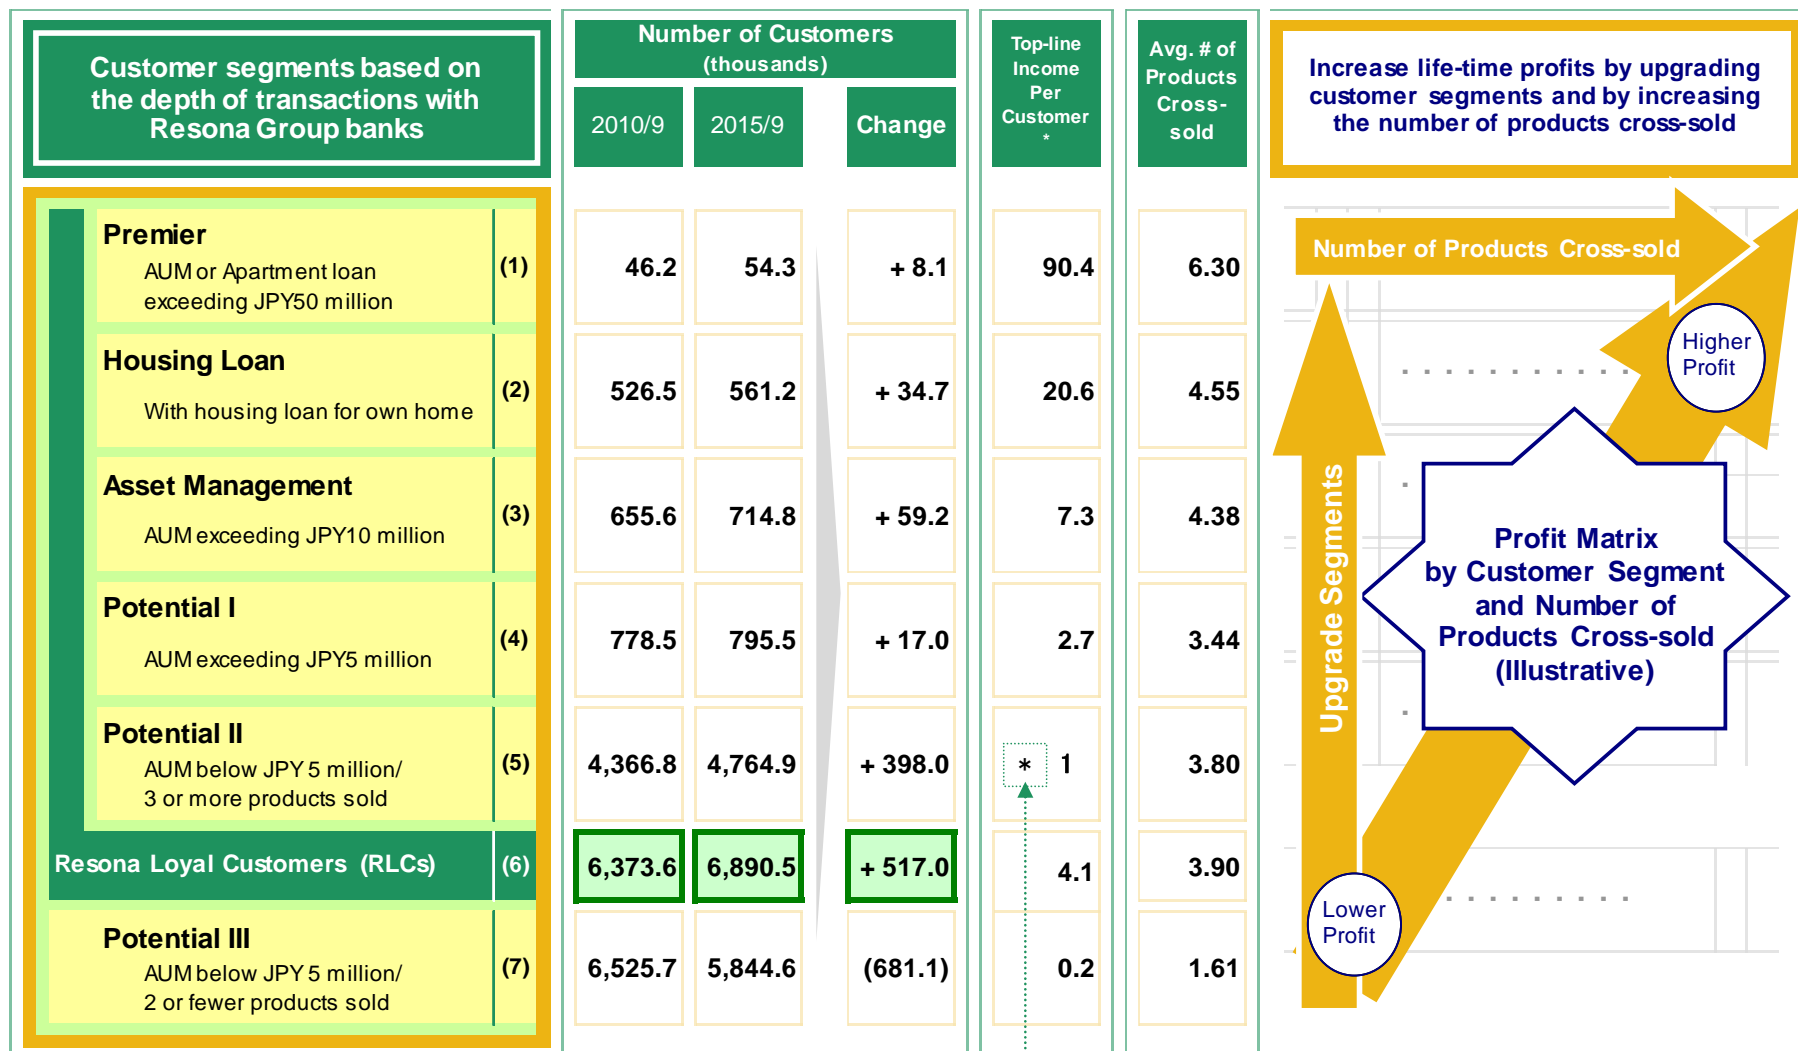 Customer segments based on
the depth of transactions with
Resona Group banks
Number of Customers
(thousands)
2010/9
2015/9
Change
Top-line
Income
Per
Customer
*
Avg. # of
Products
Cross-
sold
Increase life-time profits by upgrading
customer segments and by increasing
the number of products cross-sold
Premier
AUM or Apartment loan
exceeding JPY50 million
(1)
46.2
54.3
+ 8.1
90.4
6.30
Housing Loan
With housing loan for own home
(2)
526.5
561.2
+ 34.7
20.6
4.55
Asset Management
AUM exceeding JPY10 million
(3)
655.6
714.8
+ 59.2
7.3
4.38
Potential I
AUM exceeding JPY5 million
(4)
778.5
795.5
+ 17.0
2.7
3.44
Potential II
AUM below JPY 5 million/
3 or more products sold
(5)
4,366.8
4,764.9
+ 398.0
* 1
3.80
Resona Loyal Customers (RLCs)
(6)
6,373.6
6,890.5
+ 517.0
4.1
3.90
Potential III
AUM below JPY 5 million/
2 or fewer products sold
(7)
6,525.7
5,844.6
(681.1)
0.2
1.61
Number of Products Cross-sold
Upgrade Segments
Higher
Profit
Profit Matrix
by Customer Segment
and Number of
Products Cross-sold
(Illustrative)
Lower
Profit